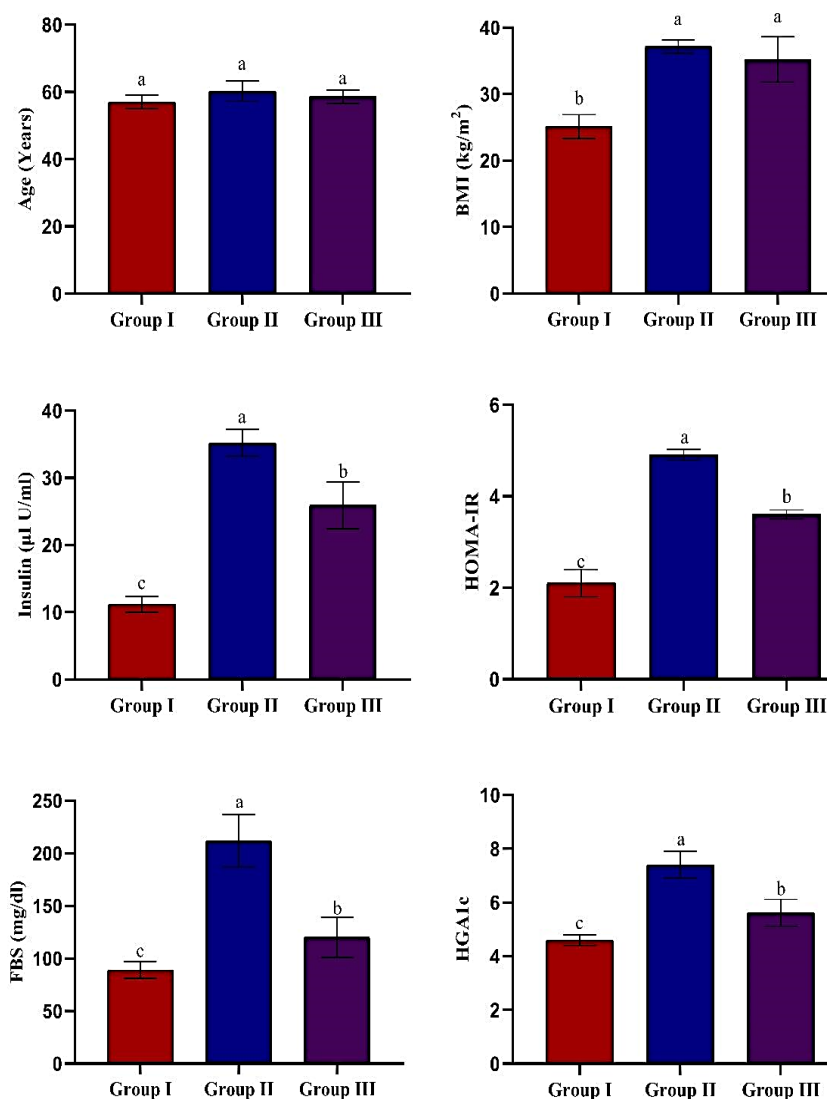 Age (Years)
80
60
40
20
0
a
a
a
Group I Group II Group III
BMI (kg/m²)
40
30
20
10
0
b
a
a
Group I Group II Group III
Insulin (µI U/ml)
40
30
20
10
0
c
a
b
Group I Group II Group III
HOMA-IR
6
4
2
0
c
a
b
Group I Group II Group III
FBS (mg/dl)
250
200
150
100
50
0
c
a
b
Group I Group II Group III
HGA1c
10
8
6
4
2
0
c
a
b
Group I Group II Group III